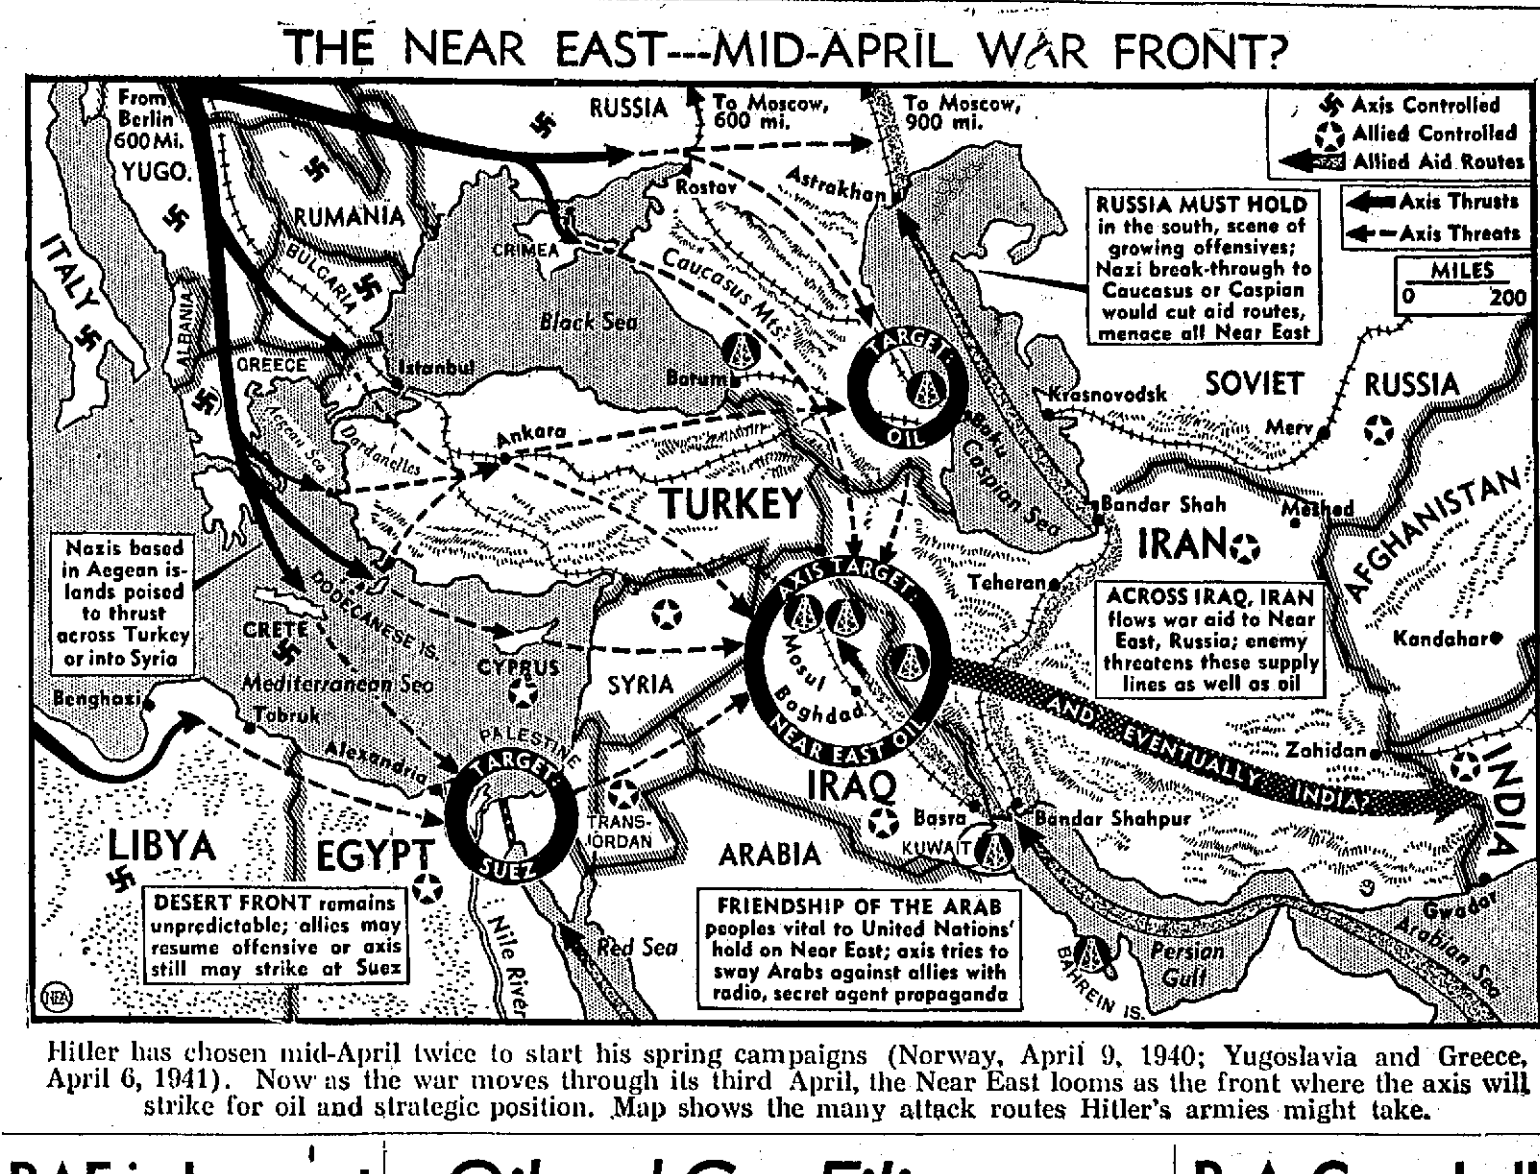 THE NEAR EAST---MID-APRIL WAR FRONT?
From
Berlin
600 Mi.
YUGO.
RUSSIA
To Moscow,
600 mi.
To Moscow,
900 mi.
Axis Controlled
Allied Controlled
Allied Aid Routes
Axis Thrusts
Axis Threats
MILES
0 200
RUSSIA MUST HOLD
in the south, scene of
growing offensives;
Nazi break-through to
Caucasus or Caspian
would cut aid routes,
menace all Near East
Rostov
Astrakhan
RUMANIA
ITALY
BULGARIA
CRIMEA
Caucasus Mts.
ALBANIA
Black Sea
GREECE
Istanbul
Batum
TARGET:
OIL
Baku
Caspian Sea
Krasnovodsk
SOVIET RUSSIA
Merv
Aegean Sea
Dardanelles
Ankara
TURKEY
Bandar Shah
Meshed
IRAN
AFGHANISTAN
Nazis based
in Aegean is-
lands poised
to thrust
across Turkey
or into Syria
DODECANESE IS.
CRETE
CYPRUS
SYRIA
AXIS TARGET:
NEAR EAST OIL
Mosul
Baghdad
Teheran
ACROSS IRAQ, IRAN
flows war aid to Near
East, Russia; enemy
threatens these supply
lines as well as oil
Kandahar
Benghasi
Mediterranean Sea
Tobruk
Alexandria
PALESTINE
TARGET:
SUEZ
TRANS-
JORDAN
IRAQ
AND EVENTUALLY INDIA?
Zahidan
INDIA
Basra
KUWAIT
Bandar Shahpur
LIBYA
EGYPT
ARABIA
DESERT FRONT remains
unpredictable; allies may
resume offensive or axis
still may strike at Suez
Nile River
Red Sea
FRIENDSHIP OF THE ARAB
peoples vital to United Nations'
hold on Near East; axis tries to
sway Arabs against allies with
radio, secret agent propaganda
BAHREIN IS.
Persian
Gulf
Gwadar
Arabian Sea
NEA
Hitler has chosen mid-April twice to start his spring campaigns (Norway, April 9, 1940; Yugoslavia and Greece,
April 6, 1941). Now as the war moves through its third April, the Near East looms as the front where the axis will
strike for oil and strategic position. Map shows the many attack routes Hitler's armies might take.